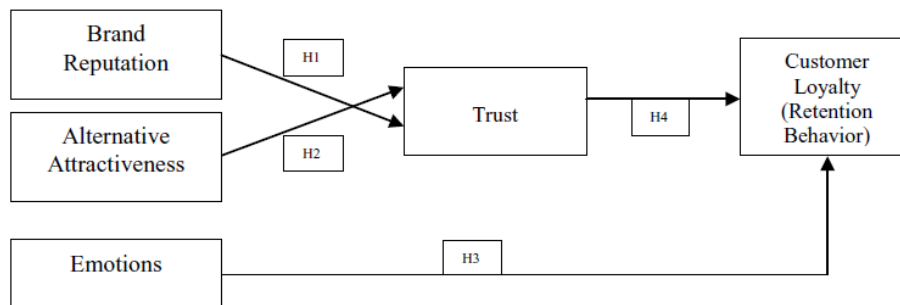 Brand
Reputation
H1
Alternative
Attractiveness
H2
Trust
H4
Customer
Loyalty
(Retention
Behavior)
Emotions
H3